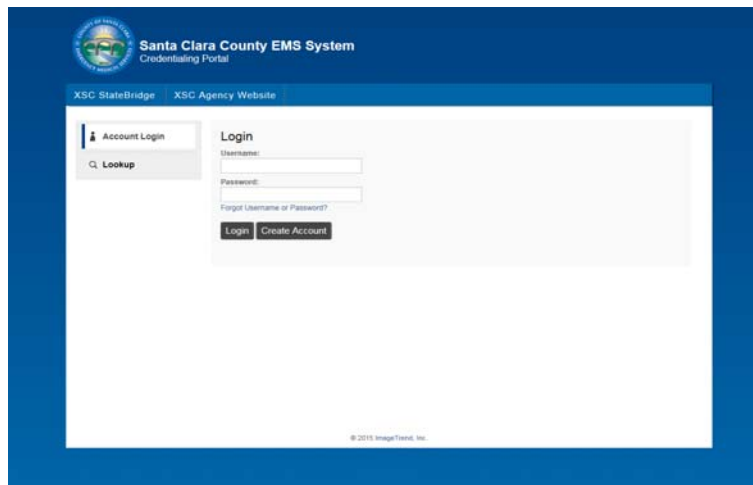 Santa Clara County EMS System
Credentialing Portal
XSC StateBridge XSC Agency Website
Account Login
Lookup
Login
Username:
Password:
Forgot Username or Password?
Login Create Account
© 2015 ImageTrend, Inc.